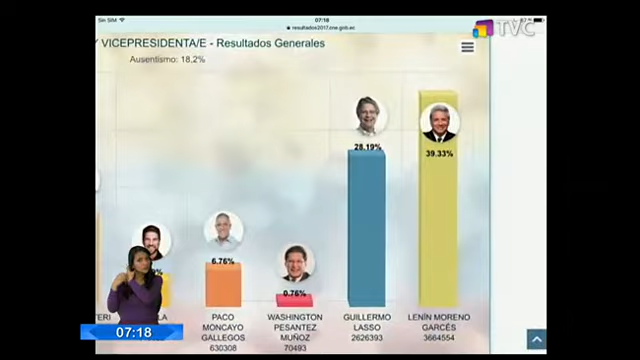 Sin SIM
07:18
resultados2017.cne.gob.ec
TVC
Y VICEPRESIDENTA/E - Resultados Generales
Ausentismo: 18,2%
28.19%
39.33%
6.76%
0.76%
PACO
MONCAYO
GALLEGOS
630308
WASHINGTON
PESANTEZ
MUÑOZ
70493
GUILLERMO
LASSO
2626393
LENÍN MORENO
GARCÉS
3664554
07:18